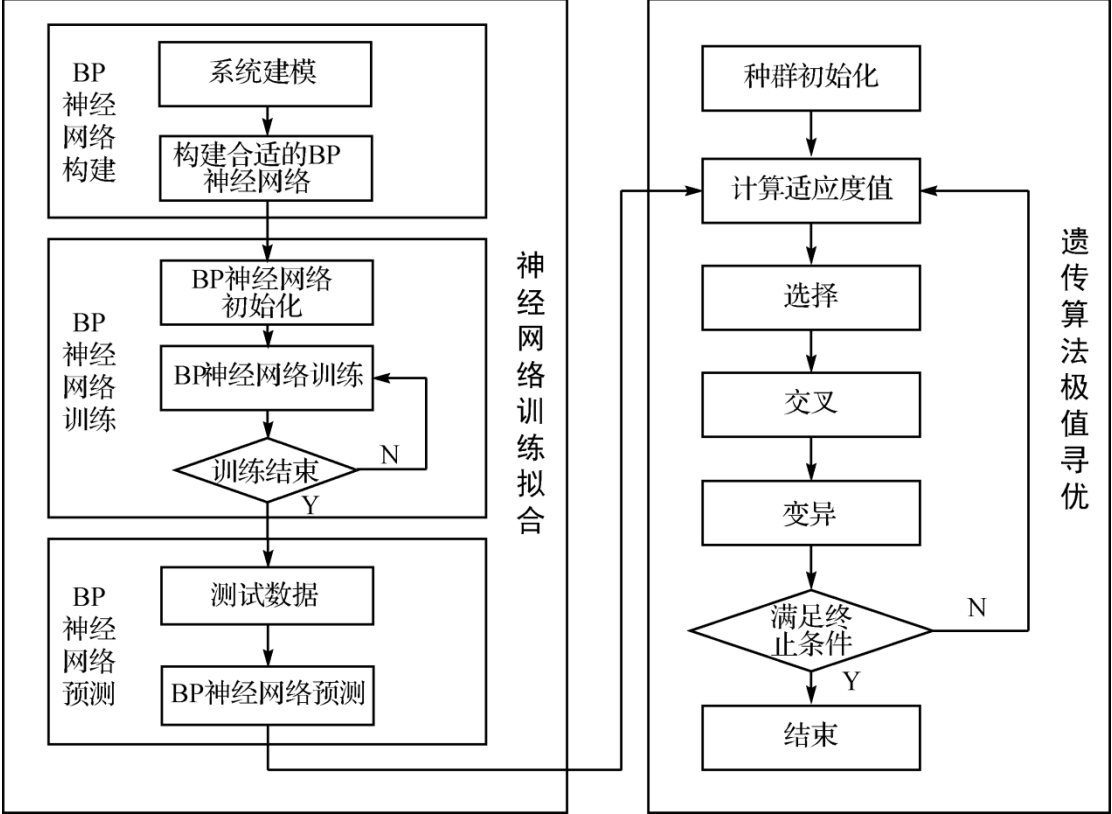 BP
神经
网络
构建
系统建模
构建合适的BP
神经网络
BP
神经
网络
训练
BP神经网络
初始化
BP神经网络训练
训练结束
N
Y
BP
神经
网络
预测
测试数据
BP神经网络预测
神经网络训练拟合
种群初始化
计算适应度值
选择
交叉
变异
满足终
止条件
N
Y
结束
遗传算法极值寻优